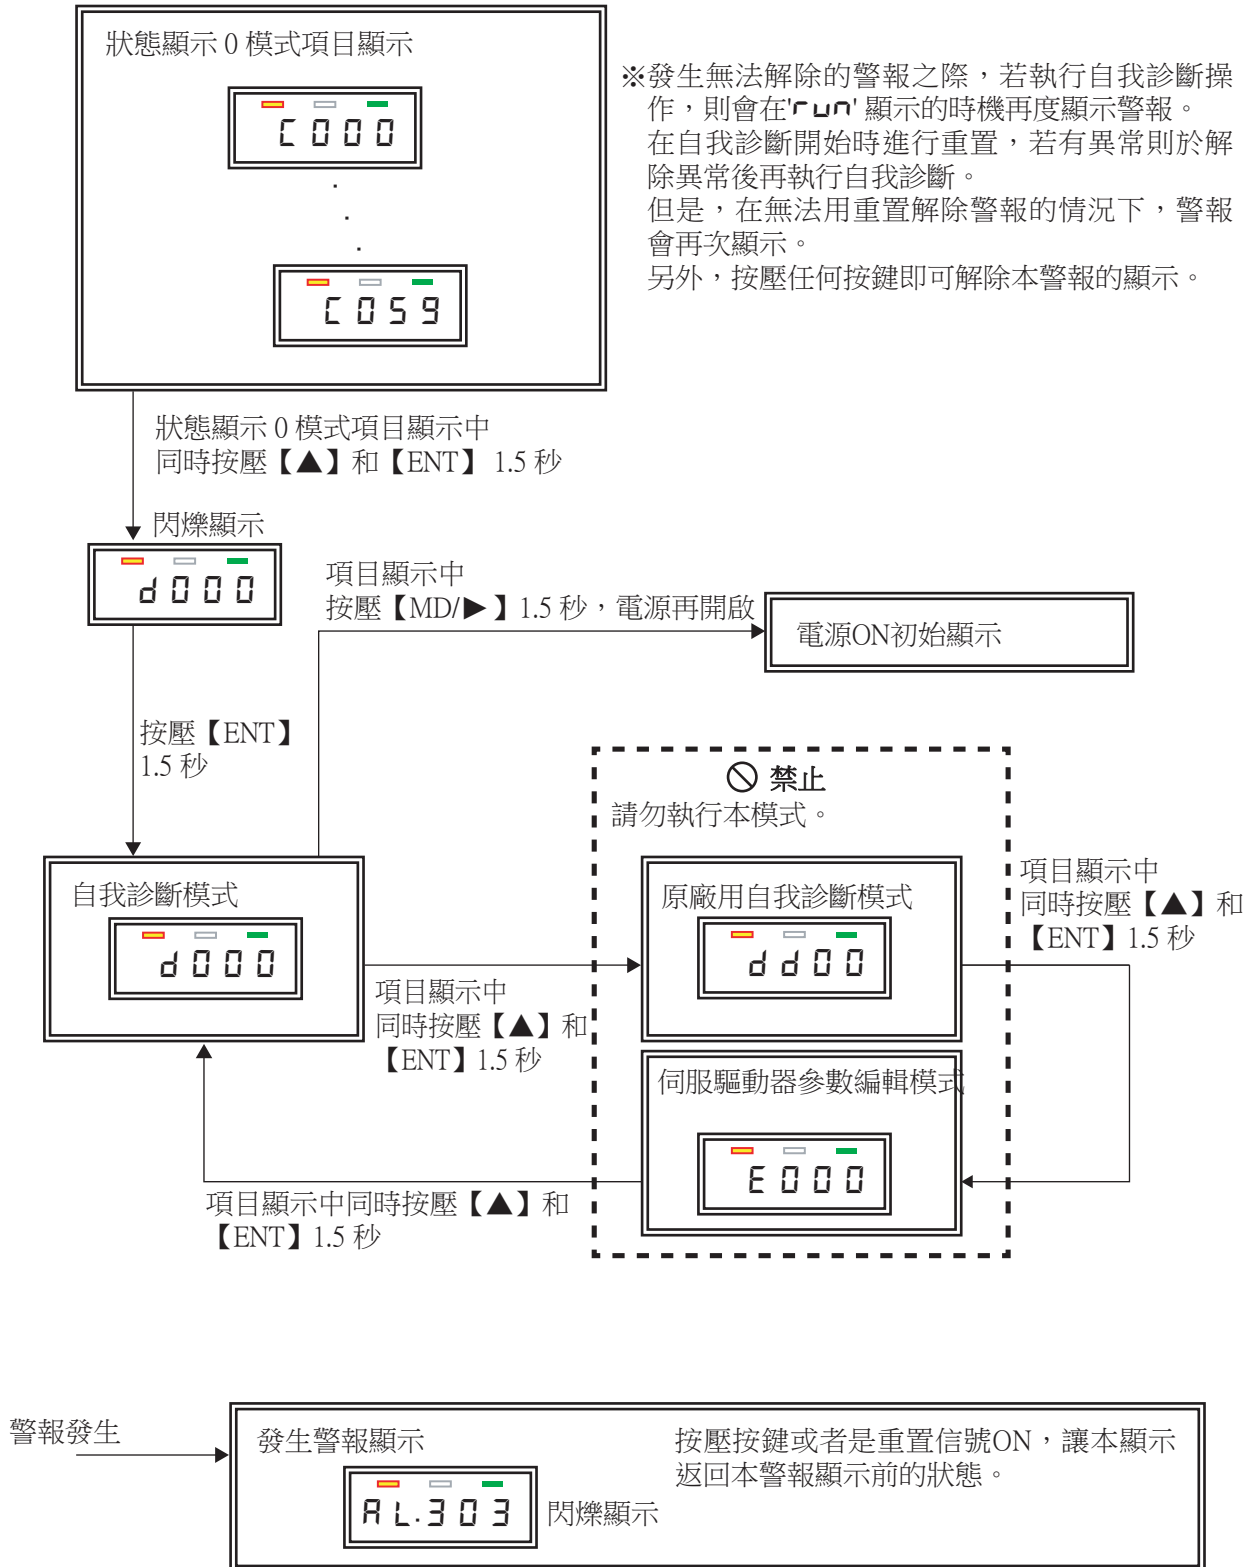 狀態顯示 0 模式項目顯示
C000
C059
※發生無法解除的警報之際，若執行自我診斷操
作，則會在'run' 顯示的時機再度顯示警報。
在自我診斷開始時進行重置，若有異常則於解
除異常後再執行自我診斷。
但是，在無法用重置解除警報的情況下，警報
會再次顯示。
另外，按壓任何按鍵即可解除本警報的顯示。
狀態顯示 0 模式項目顯示中
同時按壓【▲】和【ENT】 1.5 秒
閃爍顯示
d000
項目顯示中
按壓【MD/▶】1.5 秒，電源再開啟
電源ON初始顯示
按壓【ENT】
1.5 秒
禁止
請勿執行本模式。
自我診斷模式
d000
項目顯示中
同時按壓【▲】和
【ENT】1.5 秒
原廠用自我診斷模式
dd00
項目顯示中
同時按壓【▲】和
【ENT】1.5 秒
伺服驅動器參數編輯模式
E000
項目顯示中同時按壓【▲】和
【ENT】1.5 秒
警報發生
發生警報顯示
AL.303
閃爍顯示
按壓按鍵或者是重置信號ON，讓本顯示
返回本警報顯示前的狀態。